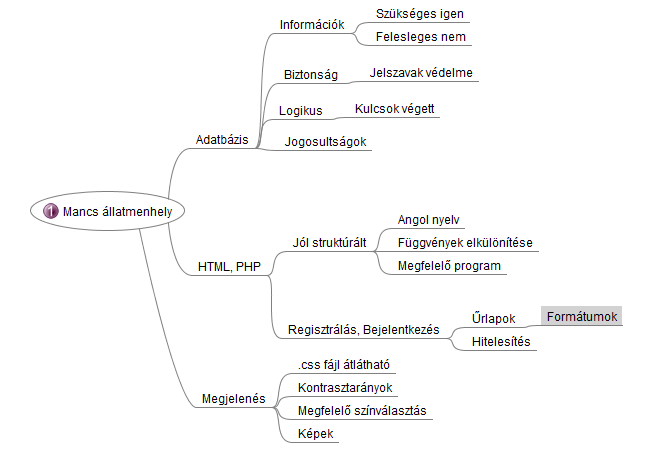 Mancs állatmenhely
Adatbázis
Információk
Szükséges igen
Felesleges nem
Biztonság
Jelszavak védelme
Logikus
Kulcsok végett
Jogosultságok
HTML, PHP
Jól struktúrált
Angol nyelv
Függvények elkülönítése
Megfelelő program
Regisztrálás, Bejelentkezés
Űrlapok
Formátumok
Hitelesítés
Megjelenés
.css fájl átlátható
Kontrasztarányok
Megfelelő színválasztás
Képek